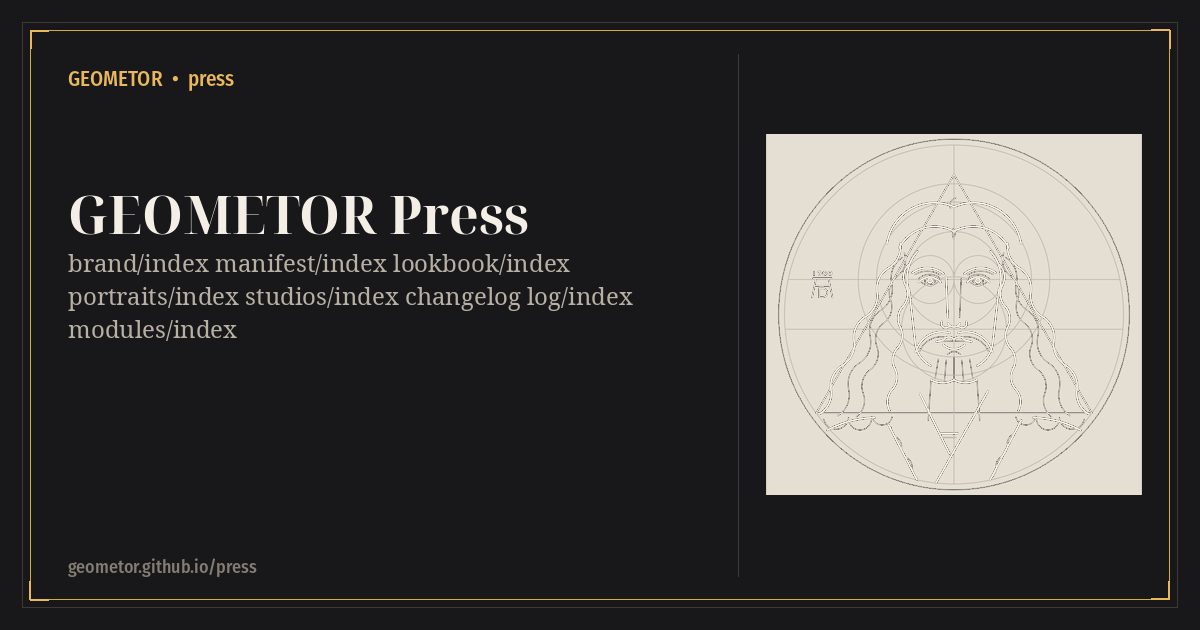 GEOMETOR • press
GEOMETOR Press
brand/index manifest/index lookbook/index
portraits/index studios/index changelog log/index
modules/index
geometor.github.io/press